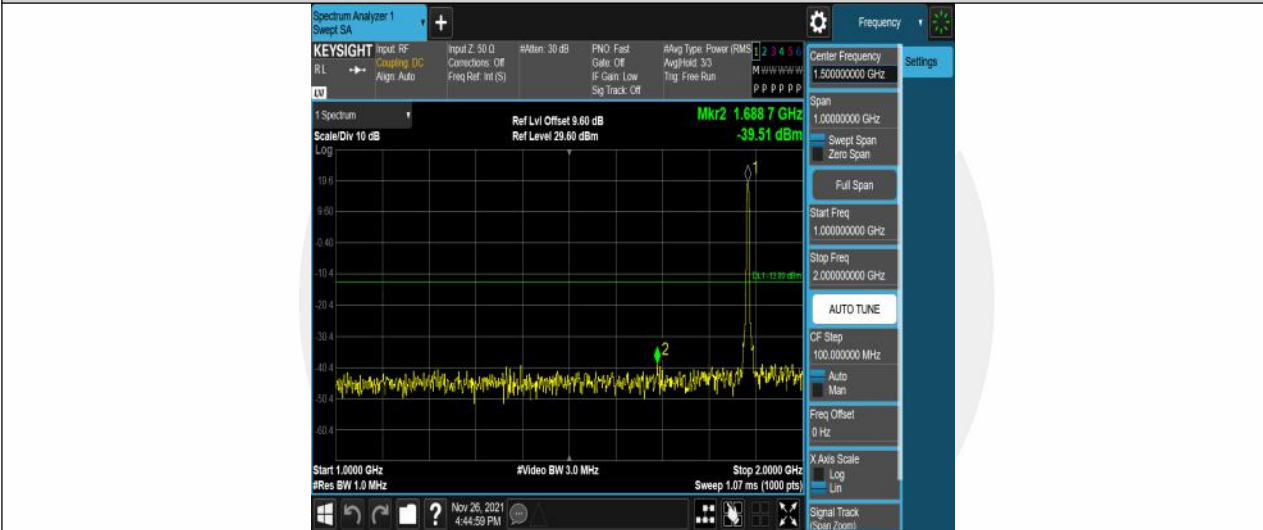 Spectrum Analyzer 1
Swept SA
+
Frequency
KEYSIGHT
Input: RF
Coupling: DC
Align: Auto
Input Z: 50 Ω
Corrections: Off
Freq Ref: Int (S)
#Atten: 30 dB
PNO: Fast
Gate: Off
IF Gain: Low
Sig Track: Off
#Avg Type: Power (RMS
Avg|Hold: 3/3
Trig: Free Run
1 2 3 4 5 6
M W W W W W
P P P P P P
RL
LV
1 Spectrum
Scale/Div 10 dB
Log
Ref Lvl Offset 9.60 dB
Ref Level 29.60 dBm
Mkr2 1.688 7 GHz
-39.51 dBm
1
19.6
9.60
-0.40
-10.4
DL1 -13.00 dBm
-20.4
-30.4
2
-40.4
-50.4
-60.4
Start 1.0000 GHz
#Res BW 1.0 MHz
#Video BW 3.0 MHz
Stop 2.0000 GHz
Sweep 1.07 ms (1000 pts)
?
Nov 26, 2021
4:44:59 PM
Center Frequency
1.500000000 GHz
Settings
Span
1.00000000 GHz
Swept Span
Zero Span
Full Span
Start Freq
1.000000000 GHz
Stop Freq
2.000000000 GHz
AUTO TUNE
CF Step
100.000000 MHz
Auto
Man
Freq Offset
0 Hz
X Axis Scale
Log
Lin
Signal Track
(Span Zoom)